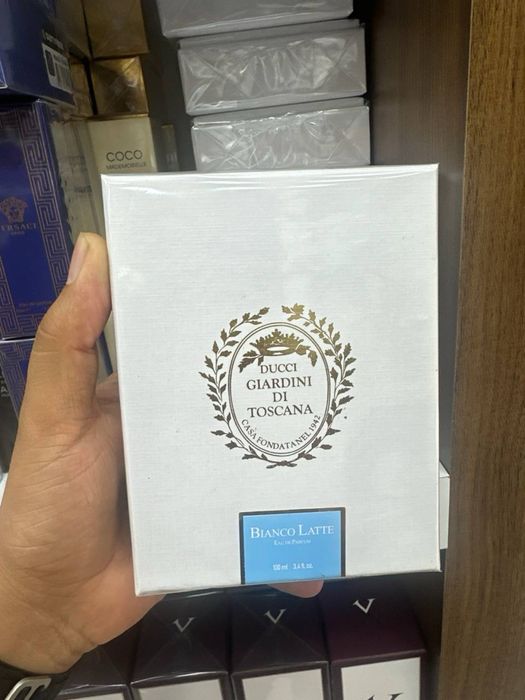 COCO
MADEMOISELLE
VERSACE
DUCCI
GIARDINI
DI
TOSCANA
CASA FONDATA NEL 1942
BIANCO LATTE
EAU DE PARFUM
100 ml 3,4 fl. oz.
V
V
V
V